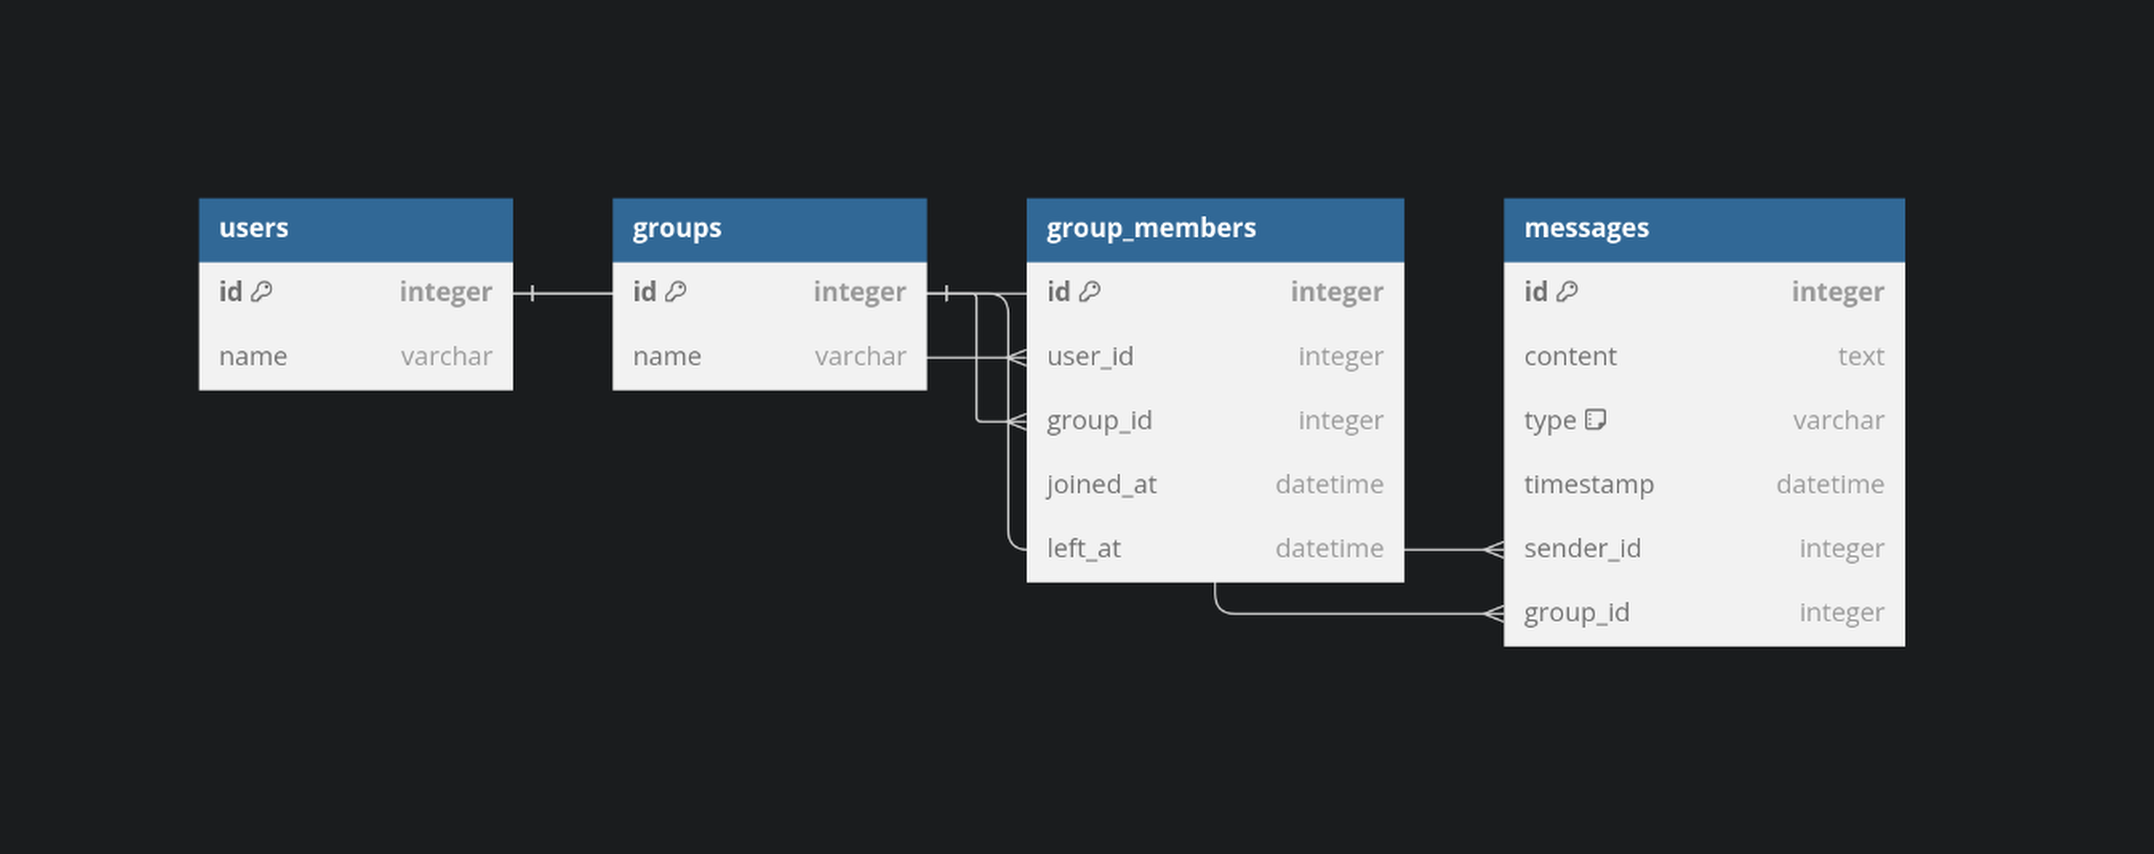 users
id integer
name varchar
groups
id integer
name varchar
group_members
id integer
user_id integer
group_id integer
joined_at datetime
left_at datetime
messages
id integer
content text
type varchar
timestamp datetime
sender_id integer
group_id integer